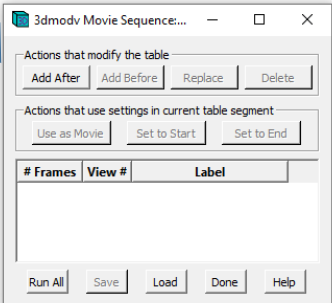 3dmodv Movie Sequence:...
Actions that modify the table
Add After Add Before Replace Delete
Actions that use settings in current table segment
Use as Movie Set to Start Set to End
# Frames View # Label
Run All Save Load Done Help